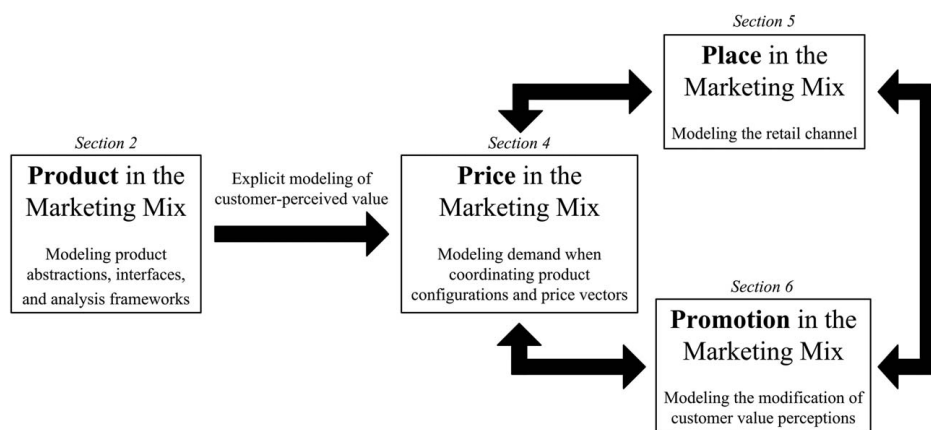 Section 2
Product in the
Marketing Mix
Modeling product
abstractions, interfaces,
and analysis frameworks
Explicit modeling of
customer-perceived value
Section 4
Price in the
Marketing Mix
Modeling demand when
coordinating product
configurations and price vectors
Section 5
Place in the
Marketing Mix
Modeling the retail channel
Section 6
Promotion in the
Marketing Mix
Modeling the modification of
customer value perceptions